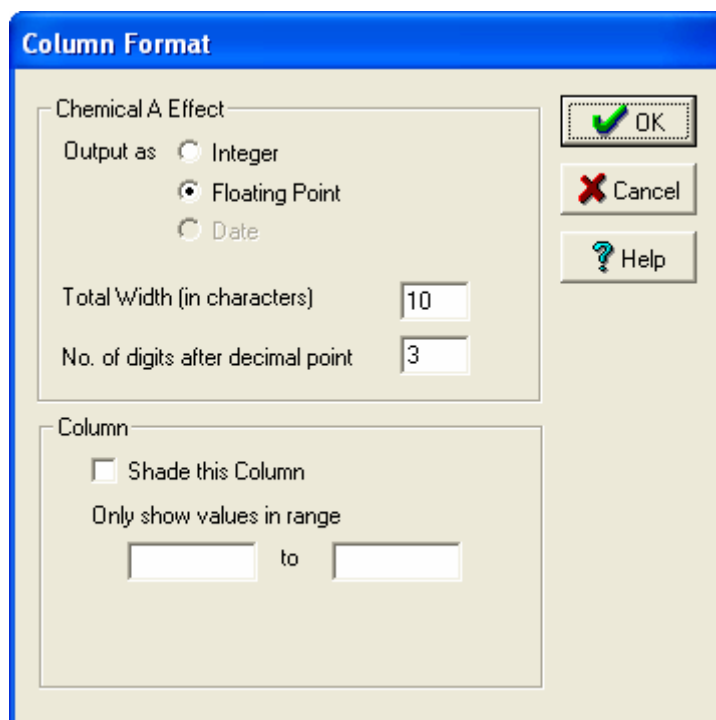 Column Format
Chemical A Effect
Output as Integer
Floating Point
Date
Total Width (in characters) 10
No. of digits after decimal point 3
Column
Shade this Column
Only show values in range
to
OK
Cancel
Help